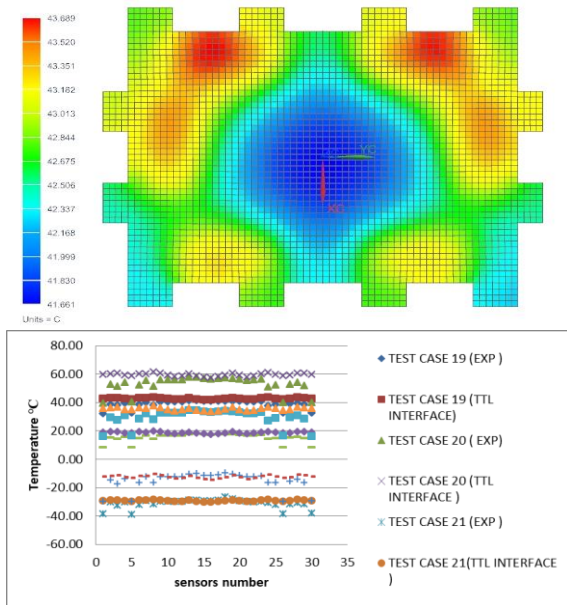 43.689
43.520
43.351
43.182
43.013
42.844
42.675
42.506
42.337
42.168
41.999
41.830
41.661
Units = C
YC
XC
80.00
60.00
40.00
20.00
0.00
-20.00
-40.00
-60.00
Temperature °C
0 5 10 15 20 25 30 35
sensors number
TEST CASE 19 (EXP )
TEST CASE 19 (TTL
INTERFACE)
TEST CASE 20 ( EXP)
TEST CASE 20 (TTL
INTERFACE )
TEST CASE 21 (EXP )
TEST CASE 21(TTL INTERFACE
)